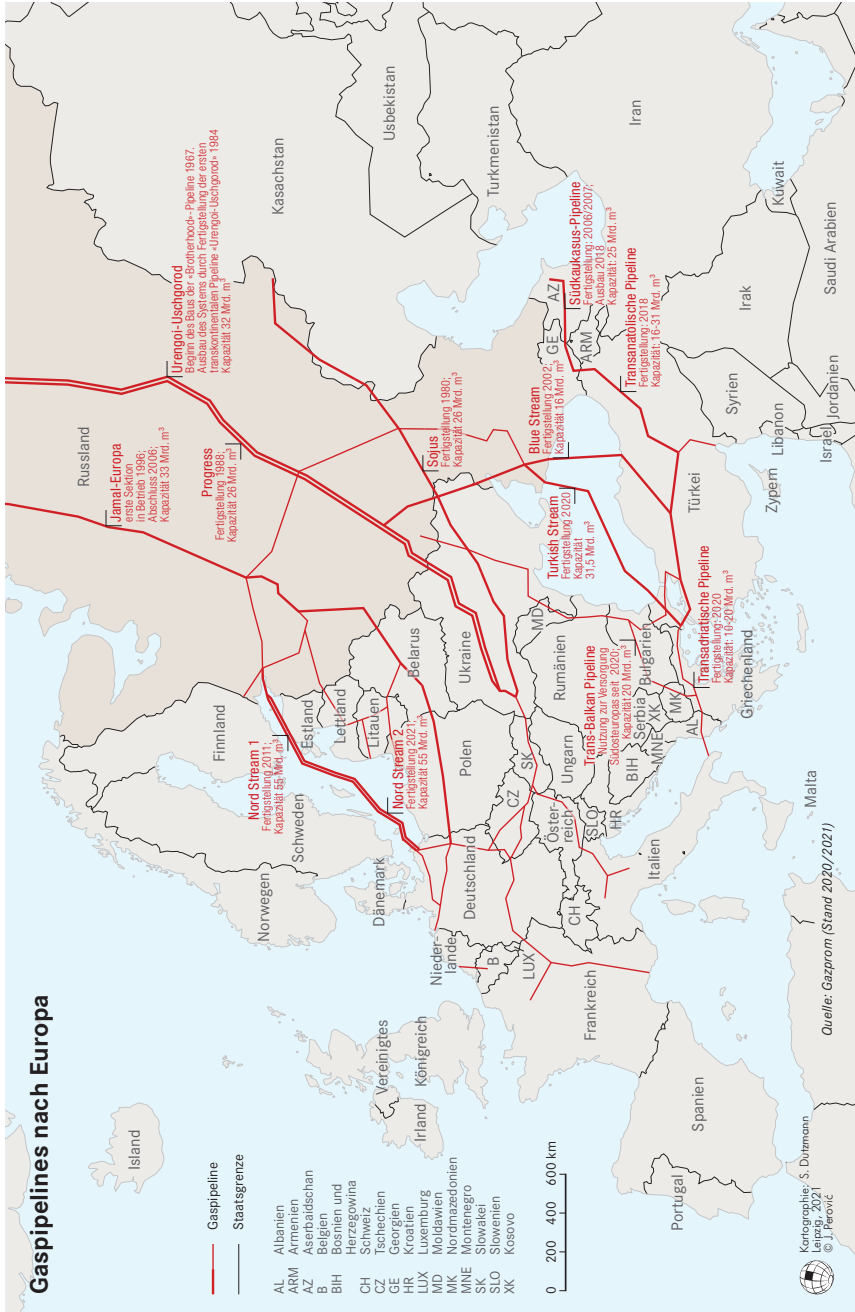 Gaspipelines nach Europa
Island
Norwegen
Schweden
Finnland
Russland
Estland
Lettland
Litauen
Belarus
Dänemark
Vereinigtes
Königreich
Irland
Nieder-
lande
B
LUX
Deutschland
Polen
Ukraine
CZ
SK
Öster-
reich
Ungarn
Rumänien
MD
CH
SLO
HR
BIH
Serbia
MNE
XK
MK
AL
Bulgarien
Griechenland
Italien
Malta
Frankreich
Spanien
Portugal
Türkei
Zypern
Libanon
Israel
Jordanien
Syrien
Irak
Saudi Arabien
Kuwait
Iran
GE
ARM
AZ
Kasachstan
Usbekistan
Turkmenistan
Urengoi-Uschgorod
Beginn des Baus der «Brotherhood»-Pipeline 1967.
Ausbau des Systems durch Fertigstellung der ersten
transkontinentalen Pipeline «Urengoi-Uschgorod» 1984
Kapazität 32 Mrd. m³
Jamal-Europa
erste Sektion
in Betrieb 1996;
Abschluss 2006;
Kapazität 33 Mrd. m³
Progress
Fertigstellung 1988;
Kapazität 26 Mrd. m³
Sojus
Fertigstellung 1980;
Kapazität 26 Mrd. m³
Nord Stream 1
Fertigstellung 2011;
Kapazität 55 Mrd. m³
Nord Stream 2
Fertigstellung 2021;
Kapazität 55 Mrd. m³
Blue Stream
Fertigstellung 2002;
Kapazität 16 Mrd. m³
Turkish Stream
Fertigstellung 2020
Kapazität
31,5 Mrd. m³
Südkaukasus-Pipeline
Fertigstellung: 2006/2007;
Ausbau 2018
Kapazität: 25 Mrd. m³
Transanatolische Pipeline
Fertigstellung: 2018
Kapazität: 16-31 Mrd. m³
Trans-Balkan Pipeline
Nutzung zur Versorgung
Südosteuropas seit 2020;
Kapazität 20 Mrd. m³
Transadriatische Pipeline
Fertigstellung: 2020
Kapazität: 10-20 Mrd. m³
Gaspipeline
Staatsgrenze
AL Albanien
ARM Armenien
AZ Aserbaidschan
B Belgien
BIH Bosnien und
Herzegowina
CH Schweiz
CZ Tschechien
GE Georgien
HR Kroatien
LUX Luxemburg
MD Moldawien
MK Nordmazedonien
MNE Montenegro
SK Slowakei
SLO Slowenien
XK Kosovo
0 200 400 600 km
Quelle: Gazprom (Stand 2020/2021)
Kartographie: S. Dutzmann
Leipzig, 2021
© J. Perović